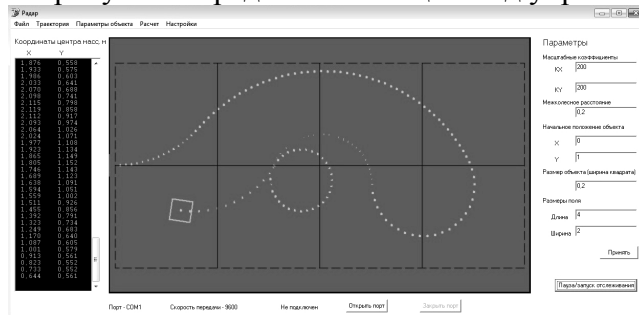 Радар
Файл Траектория Параметры объекта Расчет Настройки
Координаты центра масс, м
X Y
1,876 0,558
1,933 0,575
1,986 0,603
2,033 0,641
2,070 0,688
2,098 0,741
2,115 0,798
2,119 0,858
2,112 0,917
2,093 0,974
2,064 1,026
2,024 1,071
1,977 1,108
1,923 1,134
1,865 1,149
1,805 1,152
1,746 1,143
1,689 1,123
1,638 1,091
1,594 1,051
1,559 1,002
1,511 0,926
1,455 0,856
1,392 0,791
1,323 0,734
1,249 0,683
1,170 0,640
1,087 0,605
1,001 0,579
0,913 0,561
0,823 0,552
0,733 0,552
0,644 0,561
Параметры
Масштабные коэффициенты
KX 200
KY 200
Межколесное расстояние
0,2
Начальное положение объекта
X 0
Y 1
Размер объекта (ширина квадрата)
0,2
Размеры поля
Длина 4
Ширина 2
Принять
Пауза/запуск отслеживания
Порт - COM1 Скорость передачи - 9600 Не подключен Открыть порт Закрыть порт